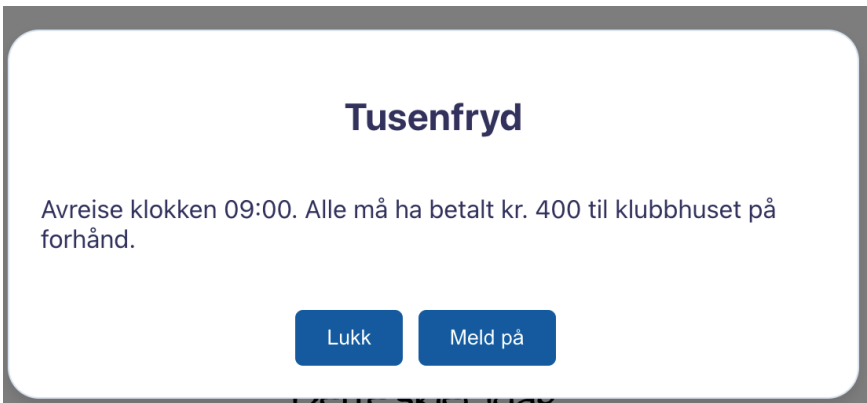 Tusenfryd
Avreise klokken 09:00. Alle må ha betalt kr. 400 til klubbhuset på
forhånd.
Lukk
Meld på